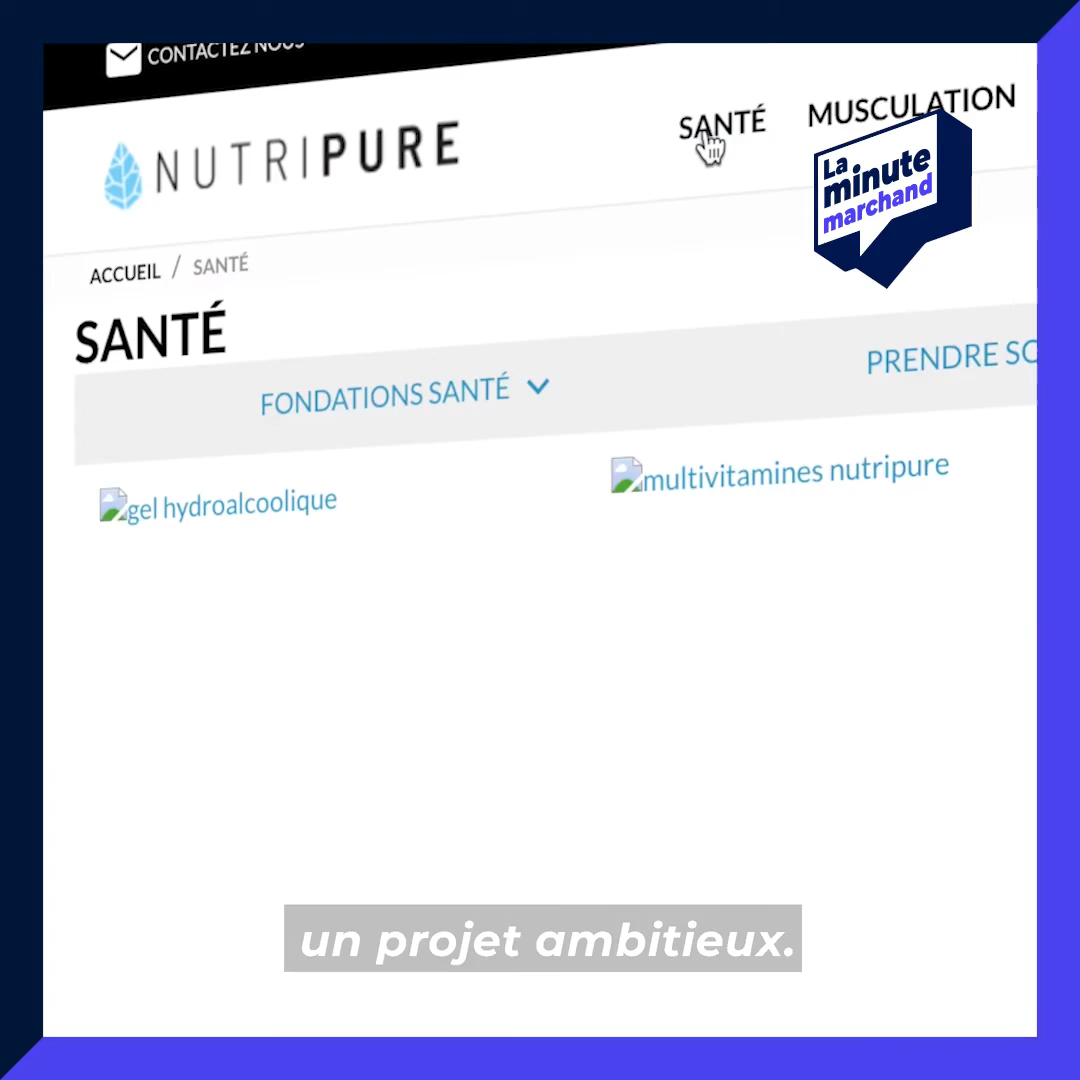 CONTACTEZ NOUS
NUTRIPURE
SANTÉ MUSCULATION
La
minute
marchand
ACCUEIL / SANTÉ
SANTÉ
FONDATIONS SANTÉ
PRENDRE SO
gel hydroalcoolique
multivitamines nutripure
un projet ambitieux.